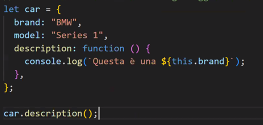 let car = {
  brand: "BMW",
  model: "Series 1",
  description: function () {
    console.log(`Questa è una ${this.brand}`);
  },
};

car.description();